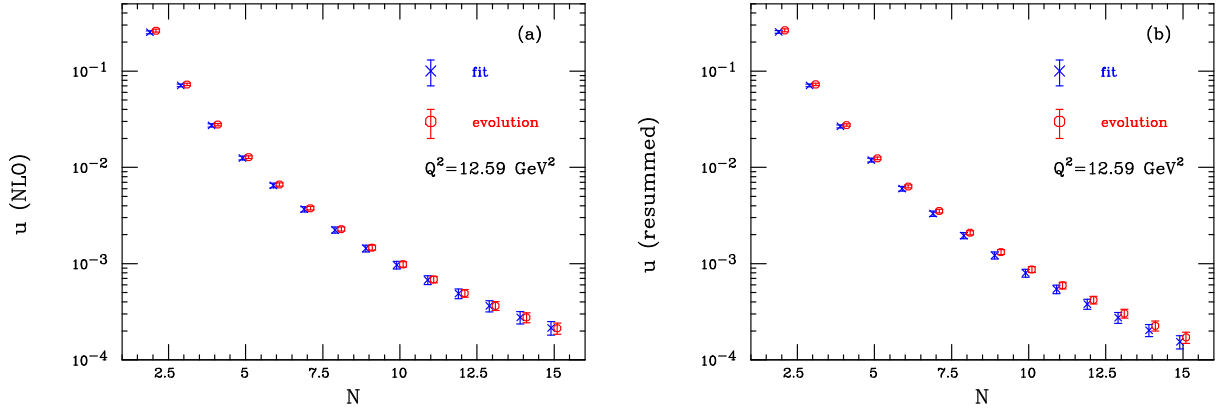 (a)
10⁻¹
10⁻²
10⁻³
10⁻⁴
u (NLO)
fit
evolution
Q²=12.59 GeV²
2.5 5 7.5 10 12.5 15
N
(b)
10⁻¹
10⁻²
10⁻³
10⁻⁴
u (resummed)
fit
evolution
Q²=12.59 GeV²
2.5 5 7.5 10 12.5 15
N